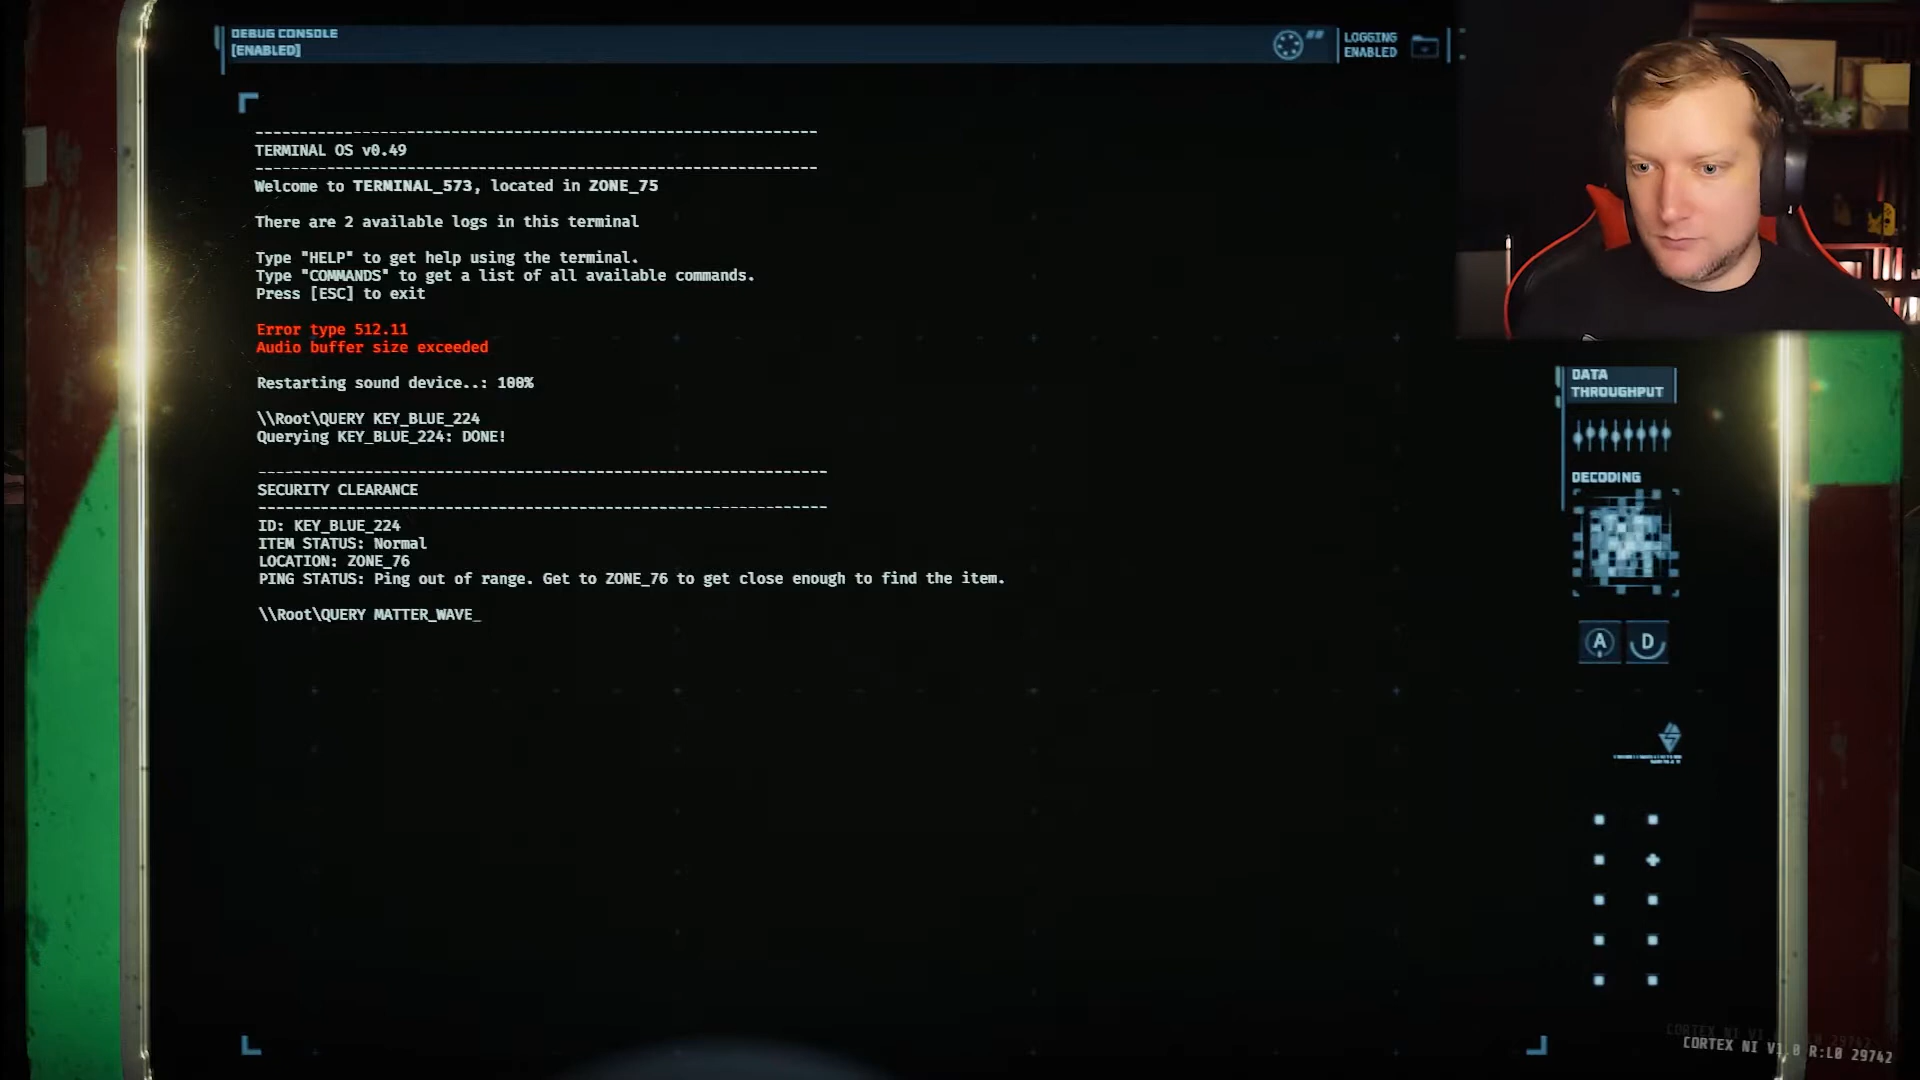 DEBUG CONSOLE
[ENABLED]
LOGGING
ENABLED
TERMINAL OS v0.49
Welcome to TERMINAL_573, located in ZONE_75
There are 2 available logs in this terminal
Type "HELP" to get help using the terminal.
Type "COMMANDS" to get a list of all available commands.
Press [ESC] to exit
Error type 512.11
Audio buffer size exceeded
Restarting sound device..: 100%
\\Root\QUERY KEY_BLUE_224
Querying KEY_BLUE_224: DONE!
SECURITY CLEARANCE
ID: KEY_BLUE_224
ITEM STATUS: Normal
LOCATION: ZONE_76
PING STATUS: Ping out of range. Get to ZONE_76 to get close enough to find the item.
\\Root\QUERY MATTER_WAVE_
DATA
THROUGHPUT
DECODING
A D
CORTEX NI V1.0 R:L0 29742